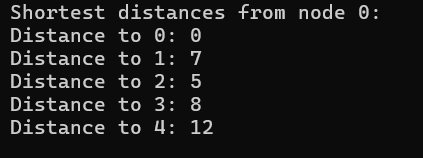 Shortest distances from node 0:
Distance to 0: 0
Distance to 1: 7
Distance to 2: 5
Distance to 3: 8
Distance to 4: 12